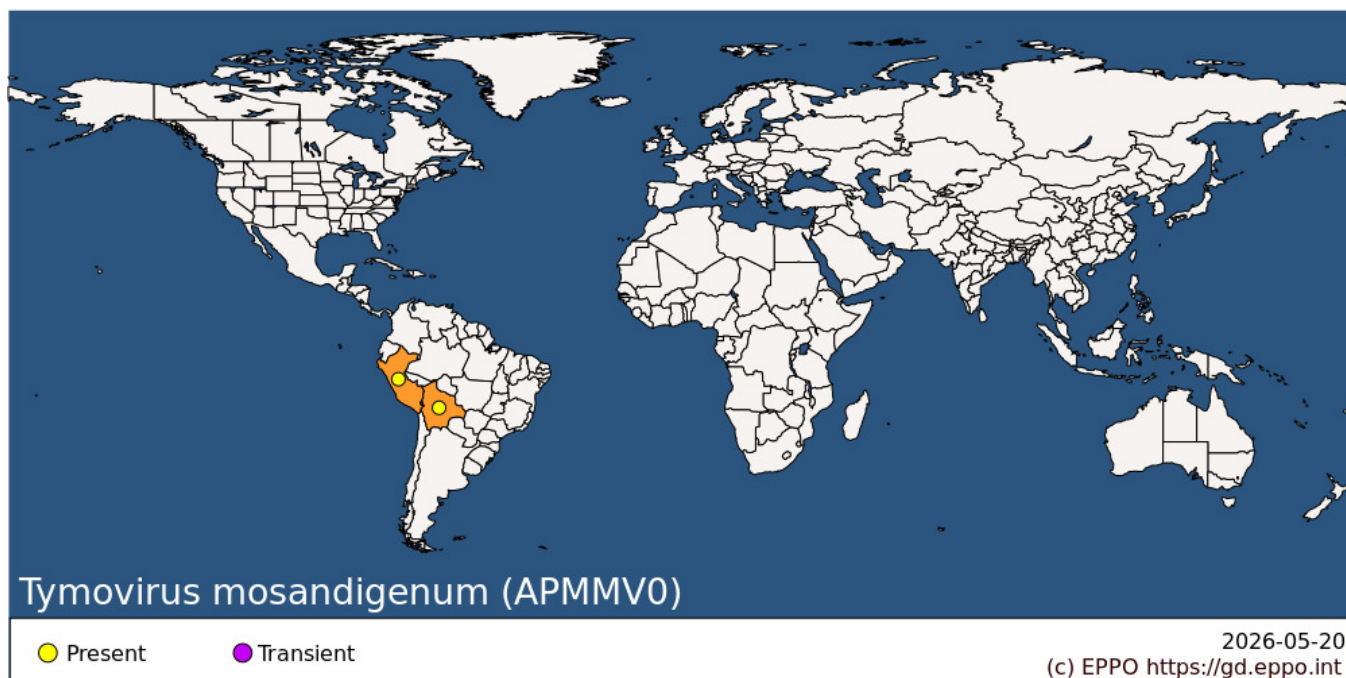 Tymovirus mosandigenum (APMMV0)
Present
Transient
2026-05-20
(c) EPPO https://gd.eppo.int